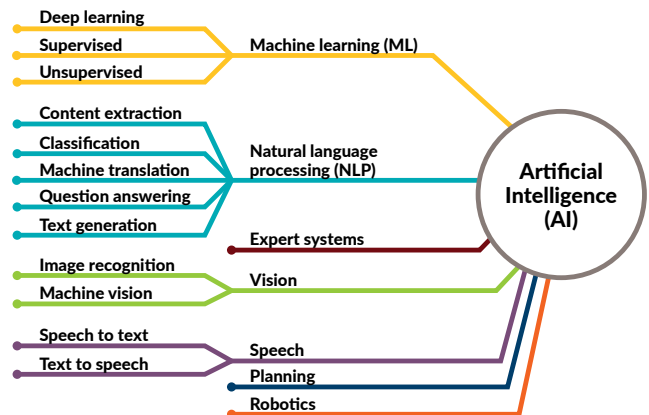 Deep learning
Supervised
Unsupervised
Machine learning (ML)
Content extraction
Classification
Machine translation
Question answering
Text generation
Natural language
processing (NLP)
Expert systems
Image recognition
Machine vision
Vision
Speech to text
Text to speech
Speech
Planning
Robotics
Artificial
Intelligence
(AI)